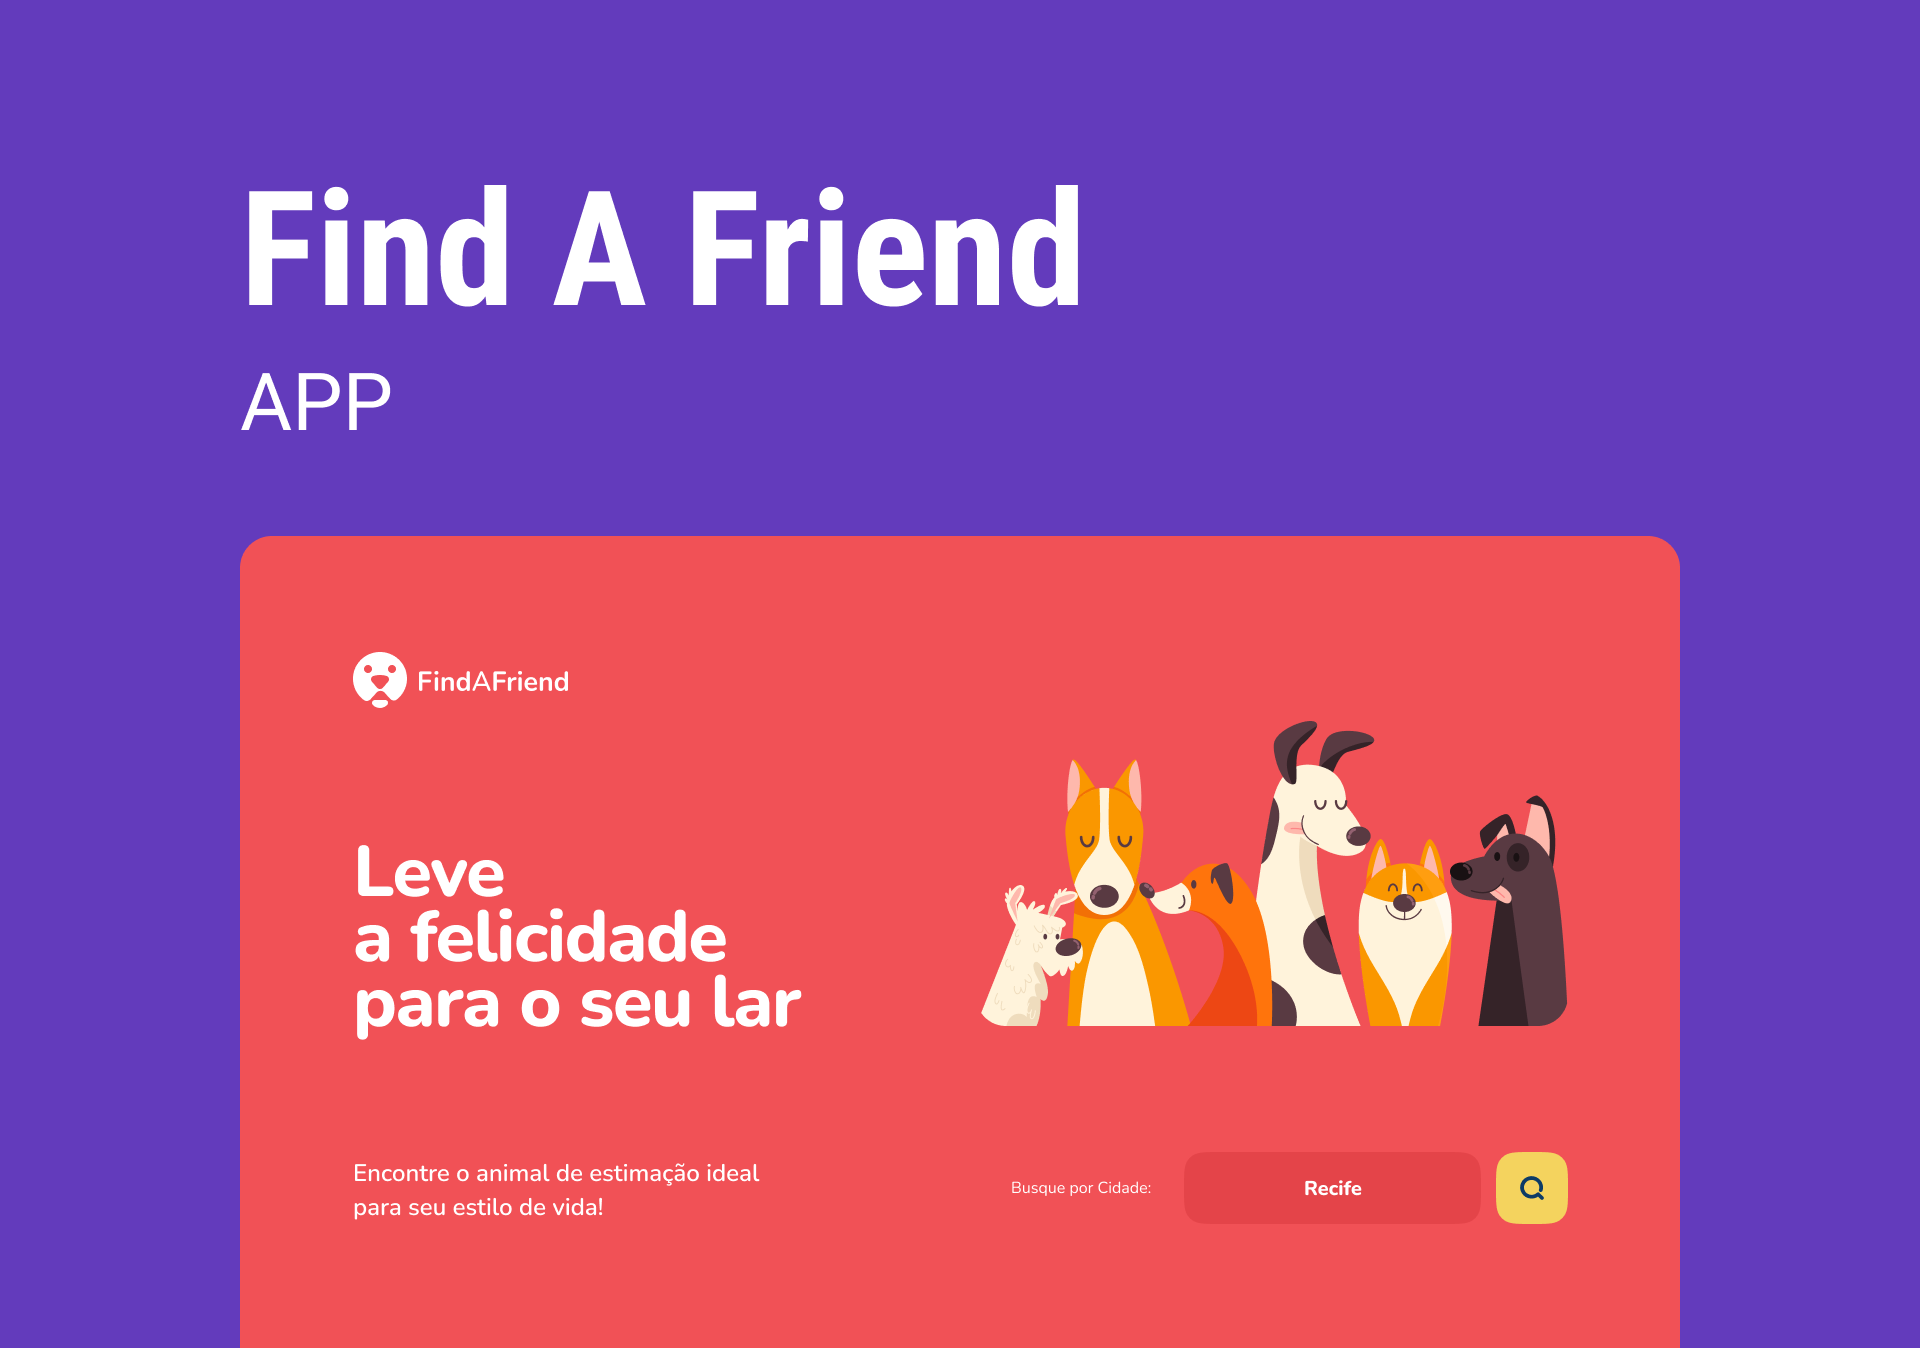 Find A Friend
APP
FindAFriend
Leve
a felicidade
para o seu lar
Encontre o animal de estimação ideal
para seu estilo de vida!
Busque por Cidade:
Recife